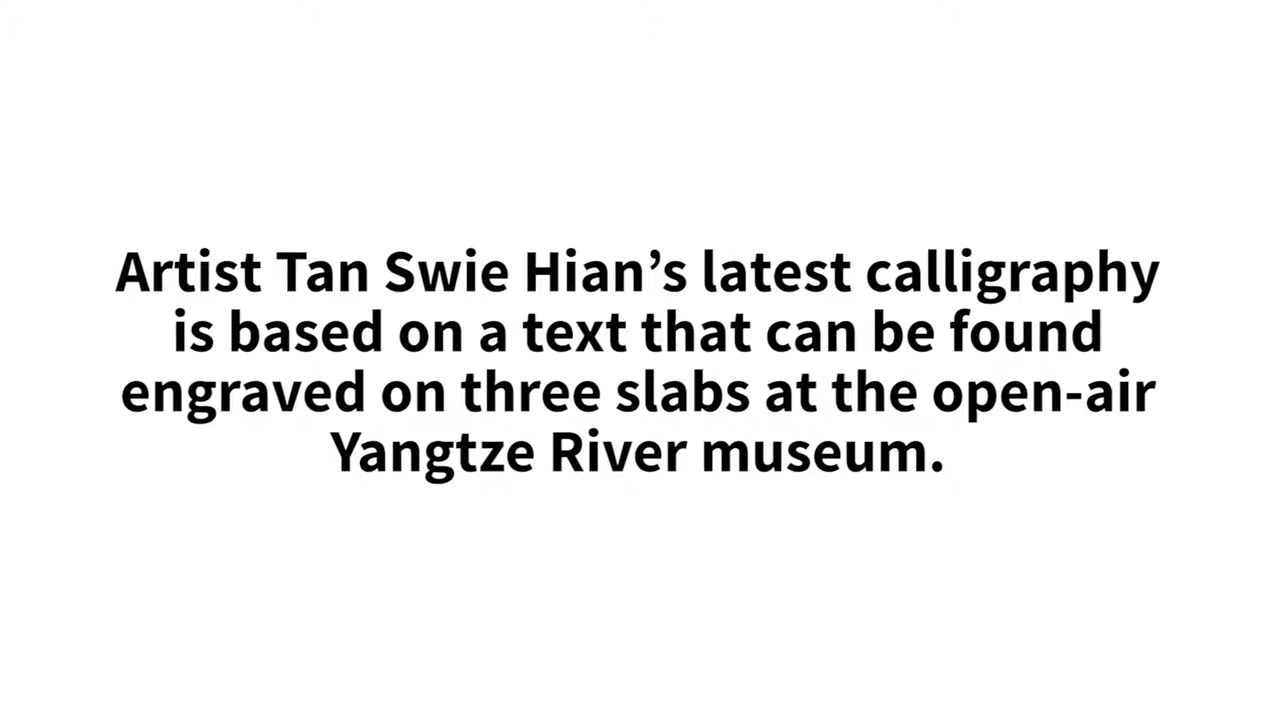 Artist Tan Swie Hian’s latest calligraphy
is based on a text that can be found
engraved on three slabs at the open-air
Yangtze River museum.